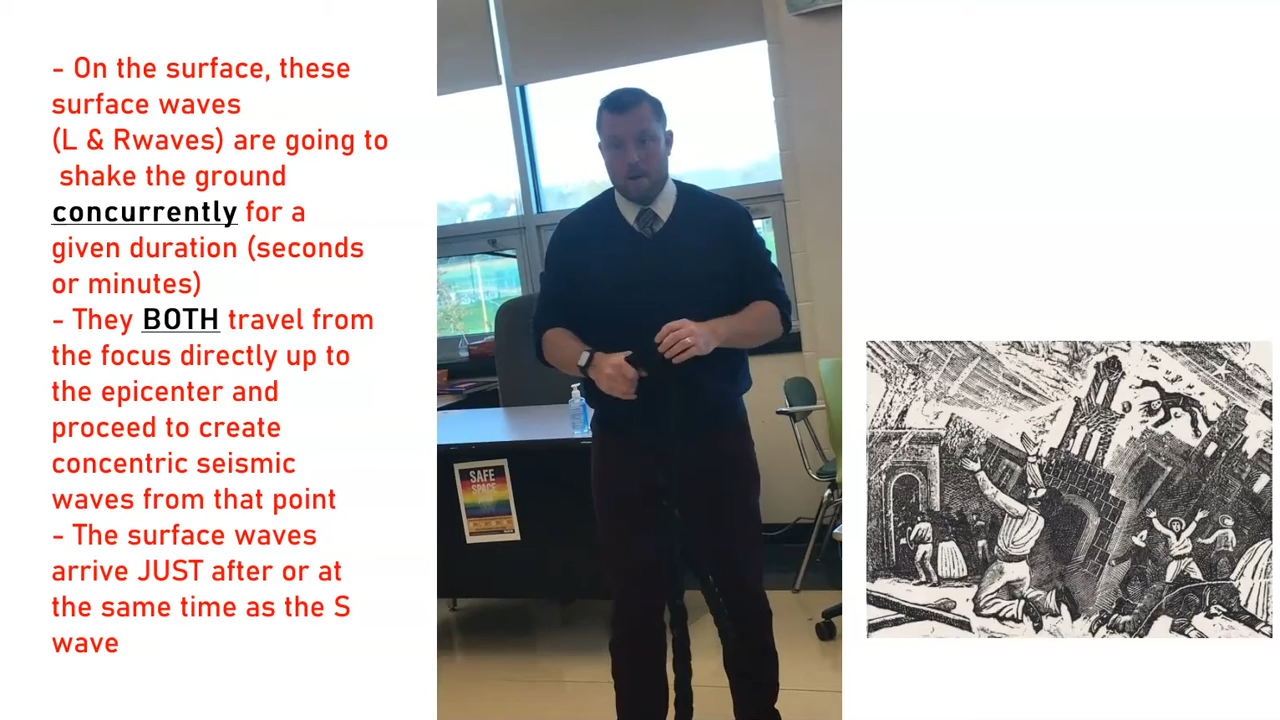 - On the surface, these
surface waves
(L & Rwaves) are going to
shake the ground
concurrently for a
given duration (seconds
or minutes)
- They BOTH travel from
the focus directly up to
the epicenter and
proceed to create
concentric seismic
waves from that point
- The surface waves
arrive JUST after or at
the same time as the S
wave
SAFE
SPACE